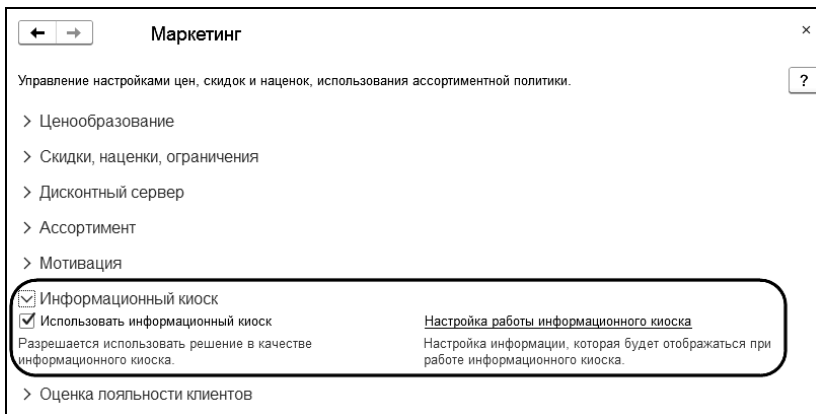 Маркетинг
Управление настройками цен, скидок и наценок, использования ассортиментной политики.
?
Ценообразование
Скидки, наценки, ограничения
Дисконтный сервер
Ассортимент
Мотивация
Информационный киоск
Использовать информационный киоск
Настройка работы информационного киоска
Разрешается использовать решение в качестве
информационного киоска.
Настройка информации, которая будет отображаться при
работе информационного киоска.
Оценка лояльности клиентов